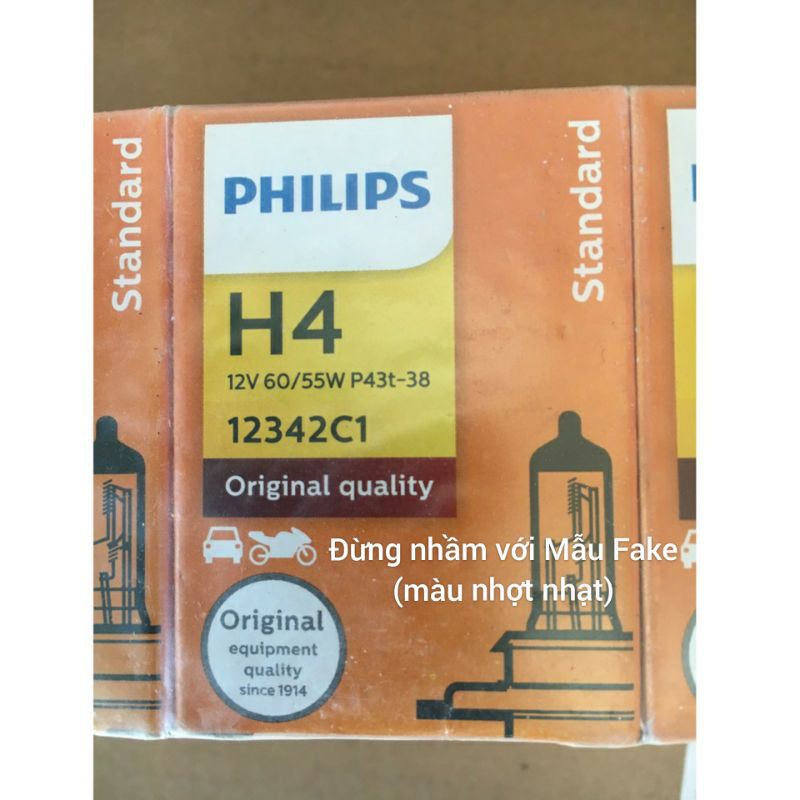 Standard
PHILIPS
H4
12V 60/55W P43t-38
12342C1
Original quality
Standard
Đừng nhầm với Mẫu Fake
(màu nhợt nhạt)
Original
equipment
quality
since 1914